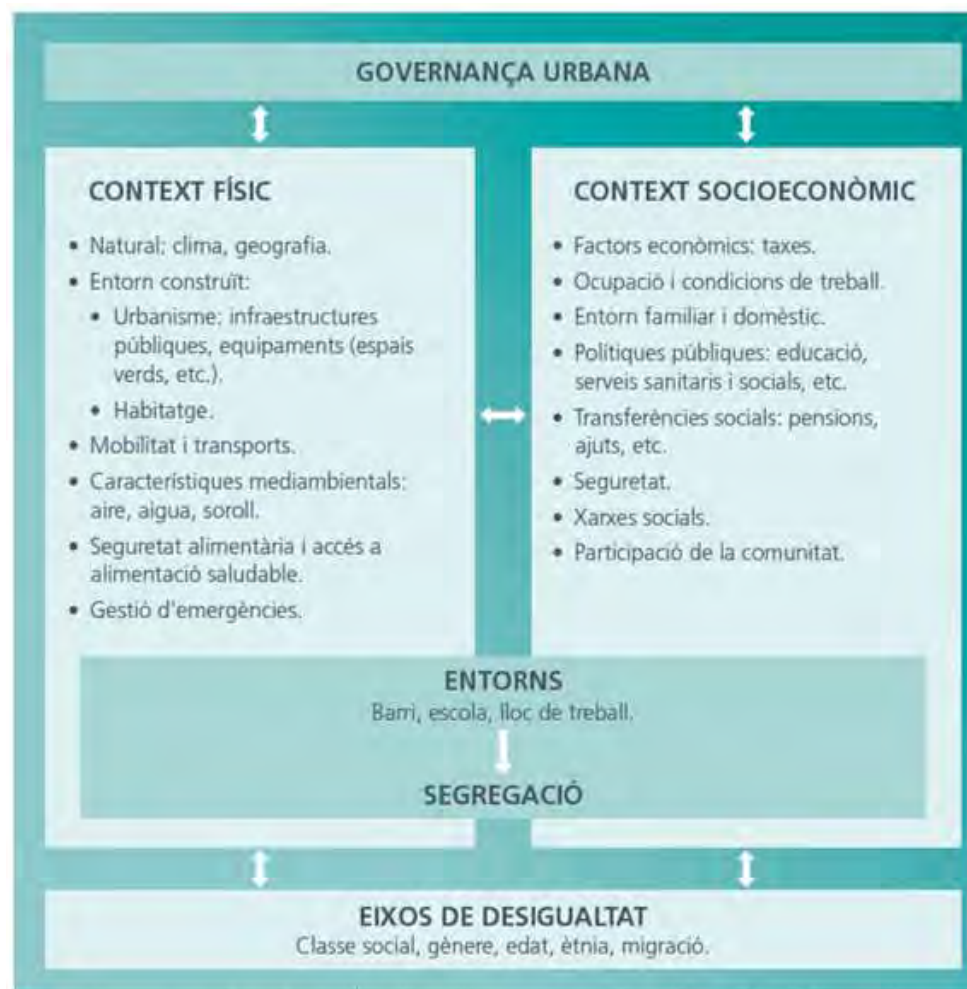 GOVERNANÇA URBANA
CONTEXT FÍSIC
• Natural: clima, geografia.
• Entorn construït:
• Urbanisme: infraestructures
públiques, equipaments (espais
verds, etc.).
• Habitatge.
• Mobilitat i transports.
• Característiques mediambientals:
aire, aigua, soroll.
• Seguretat alimentària i accés a
alimentació saludable.
• Gestió d'emergències.
CONTEXT SOCIOECONÒMIC
• Factors econòmics: taxes.
• Ocupació i condicions de treball.
• Entorn familiar i domèstic.
• Polítiques públiques: educació,
serveis sanitaris i socials, etc.
• Transferències socials: pensions,
ajuts, etc.
• Seguretat.
• Xarxes socials.
• Participació de la comunitat.
ENTORNS
Barri, escola, lloc de treball.
SEGREGACIÓ
EIXOS DE DESIGUALTAT
Classe social, gènere, edat, ètnia, migració.